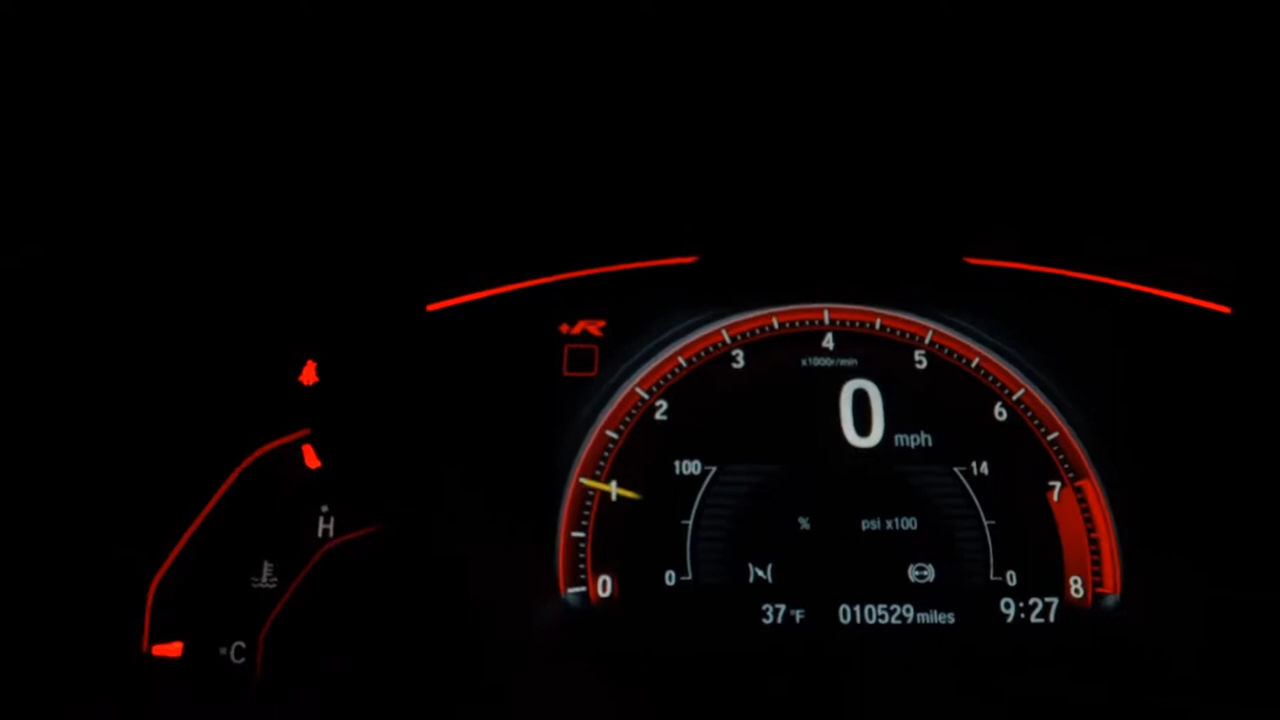 +R
4
3 5
x1000r/min
2 6
0 mph
100 14
1 7
H
% psi x100
0 0
0 8
37°F 010529 miles 9:27
C